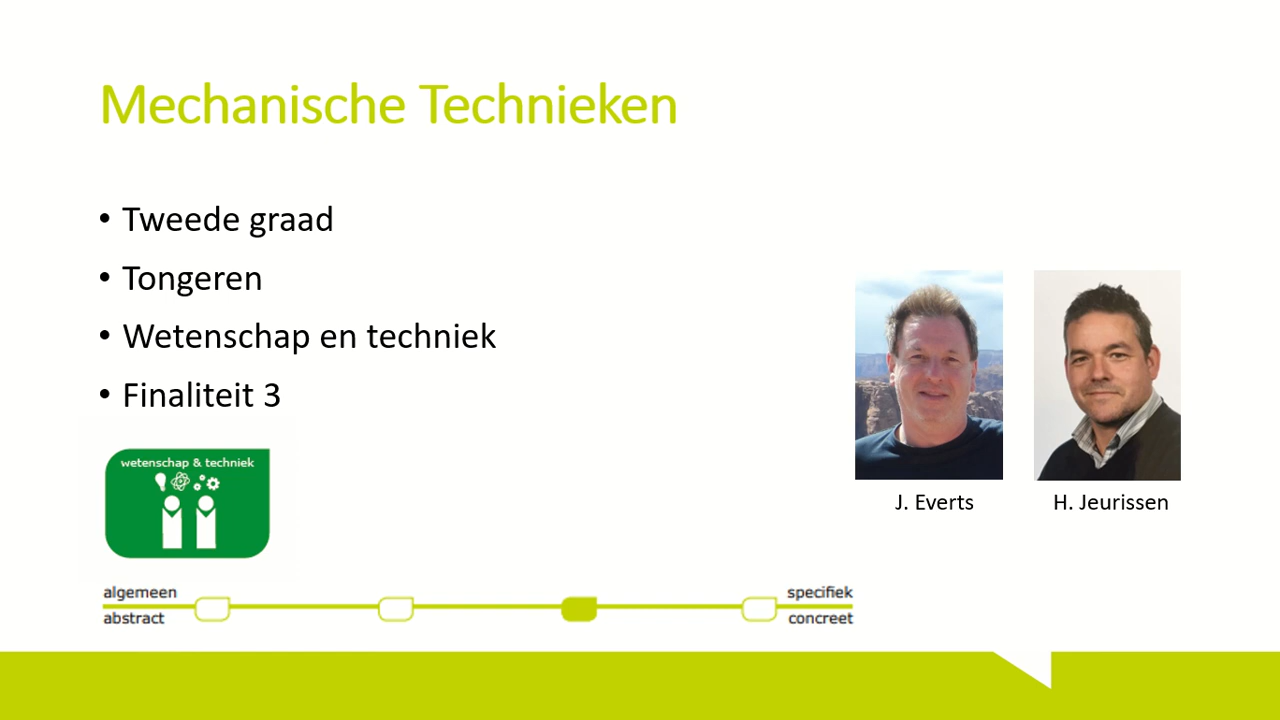 Mechanische Technieken
• Tweede graad
• Tongeren
• Wetenschap en techniek
• Finaliteit 3
wetenschap & techniek
J. Everts
H. Jeurissen
algemeen
abstract
specifiek
concreet